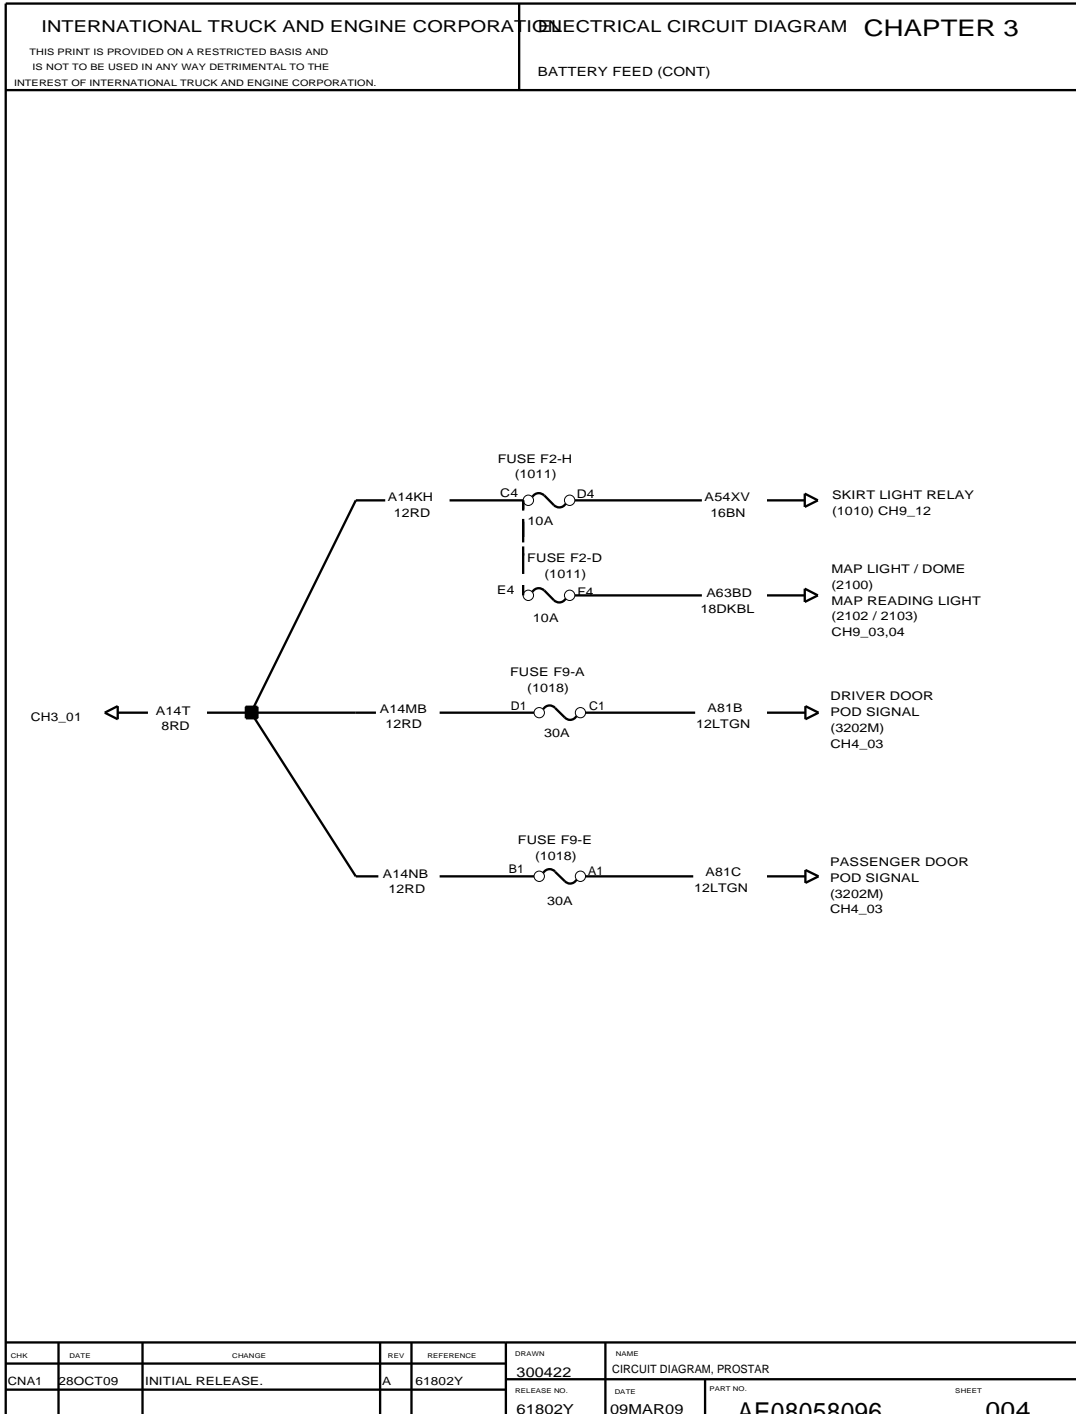 INTERNATIONAL TRUCK AND ENGINE CORPORATION
THIS PRINT IS PROVIDED ON A RESTRICTED BASIS AND
IS NOT TO BE USED IN ANY WAY DETRIMENTAL TO THE
INTEREST OF INTERNATIONAL TRUCK AND ENGINE CORPORATION.
ELECTRICAL CIRCUIT DIAGRAM CHAPTER 3
BATTERY FEED (CONT)
FUSE F2-H
(1011)
A14KH
12RD
C4
D4
10A
A54XV
16BN
SKIRT LIGHT RELAY
(1010) CH9_12
FUSE F2-D
(1011)
E4
F4
10A
A63BD
18DKBL
MAP LIGHT / DOME
(2100)
MAP READING LIGHT
(2102 / 2103)
CH9_03,04
CH3_01
A14T
8RD
FUSE F9-A
(1018)
A14MB
12RD
D1
C1
30A
A81B
12LTGN
DRIVER DOOR
POD SIGNAL
(3202M)
CH4_03
FUSE F9-E
(1018)
A14NB
12RD
B1
A1
30A
A81C
12LTGN
PASSENGER DOOR
POD SIGNAL
(3202M)
CH4_03
CHK DATE CHANGE REV REFERENCE
CNA1 28OCT09 INITIAL RELEASE. A 61802Y
DRAWN
300422
NAME
CIRCUIT DIAGRAM, PROSTAR
RELEASE NO.
61802Y
DATE
09MAR09
PART NO.
AE08058096
SHEET
004